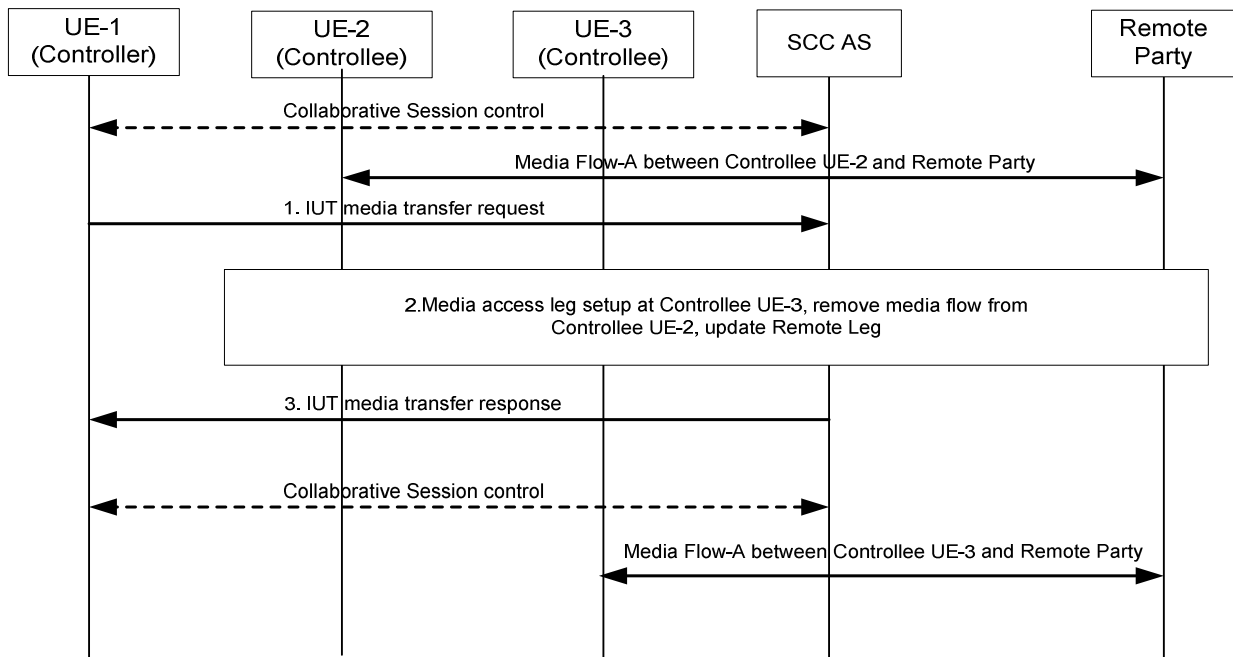 UE-1
(Controller)
UE-2
(Controllee)
UE-3
(Controllee)
SCC AS
Remote
Party
Collaborative Session control
Media Flow-A between Controllee UE-2 and Remote Party
1. IUT media transfer request
2.Media access leg setup at Controllee UE-3, remove media flow from
Controllee UE-2, update Remote Leg
3. IUT media transfer response
Collaborative Session control
Media Flow-A between Controllee UE-3 and Remote Party